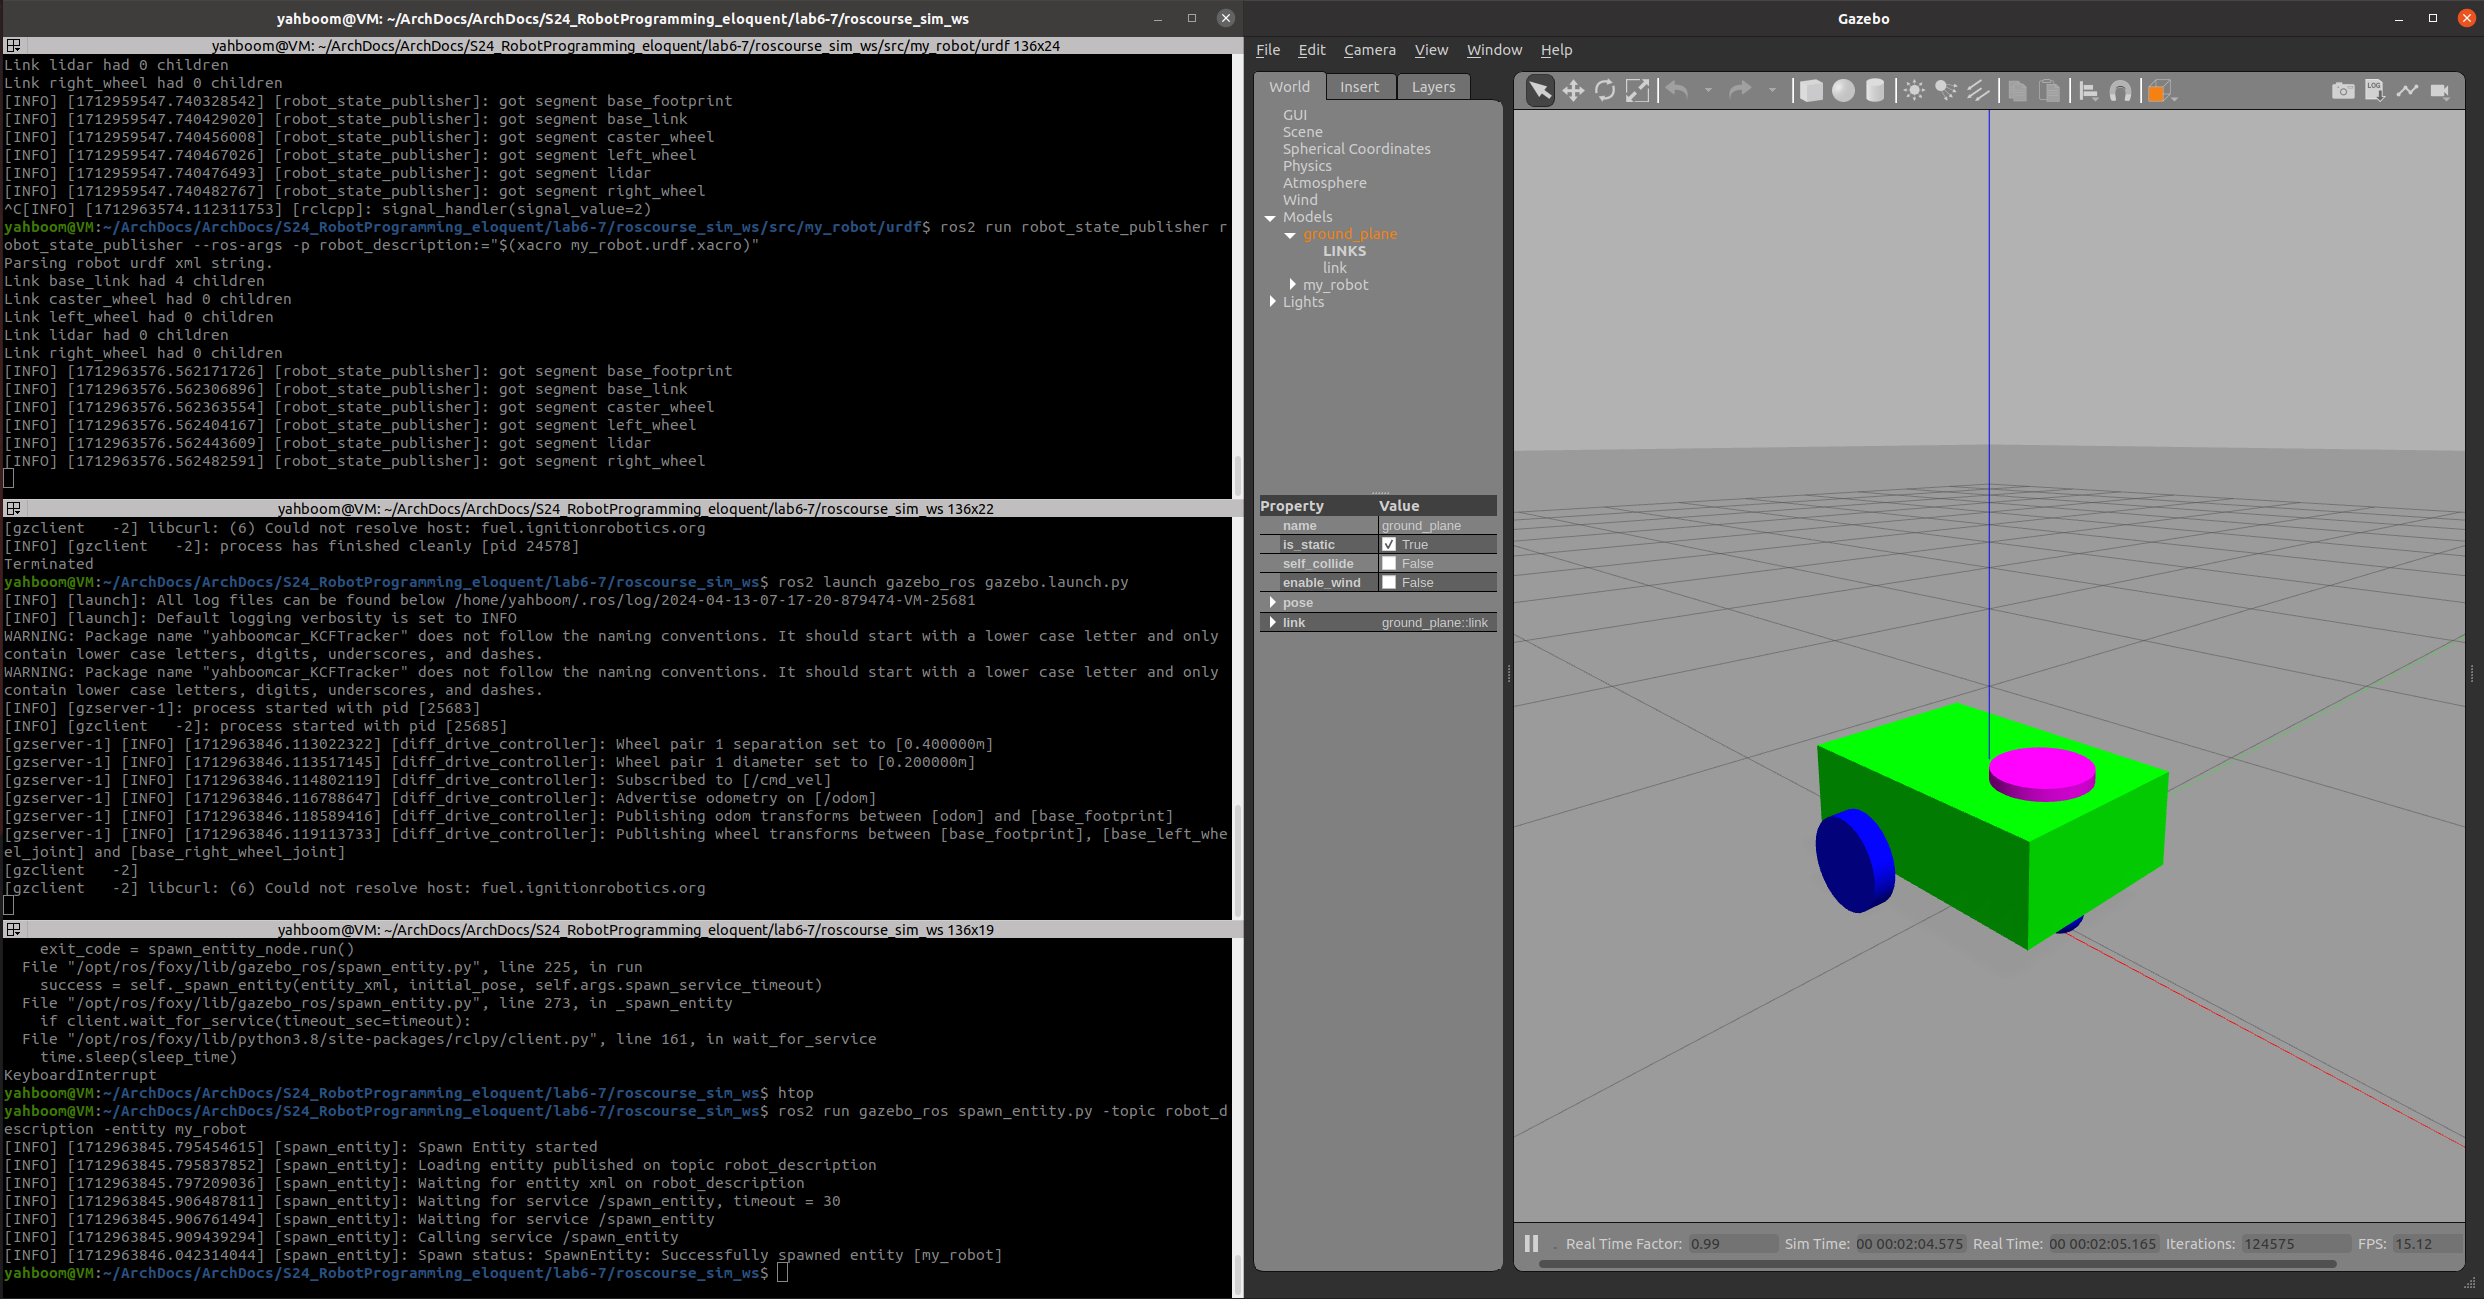 yahboom@VM: ~/ArchDocs/ArchDocs/S24_RobotProgramming_eloquent/lab6-7/roscourse_sim_ws
yahboom@VM: ~/ArchDocs/ArchDocs/S24_RobotProgramming_eloquent/lab6-7/roscourse_sim_ws/src/my_robot/urdf 136x24
Link lidar had 0 children
Link right_wheel had 0 children
[INFO] [1712959547.740328542] [robot_state_publisher]: got segment base_footprint
[INFO] [1712959547.740429020] [robot_state_publisher]: got segment base_link
[INFO] [1712959547.740456008] [robot_state_publisher]: got segment caster_wheel
[INFO] [1712959547.740467026] [robot_state_publisher]: got segment left_wheel
[INFO] [1712959547.740476493] [robot_state_publisher]: got segment lidar
[INFO] [1712959547.740482767] [robot_state_publisher]: got segment right_wheel
^C[INFO] [1712963574.112311753] [rclcpp]: signal_handler(signal_value=2)
yahboom@VM:~/ArchDocs/ArchDocs/S24_RobotProgramming_eloquent/lab6-7/roscourse_sim_ws/src/my_robot/urdf$ ros2 run robot_state_publisher r
obot_state_publisher --ros-args -p robot_description:="$(xacro my_robot.urdf.xacro)"
Parsing robot urdf xml string.
Link base_link had 4 children
Link caster_wheel had 0 children
Link left_wheel had 0 children
Link lidar had 0 children
Link right_wheel had 0 children
[INFO] [1712963576.562171726] [robot_state_publisher]: got segment base_footprint
[INFO] [1712963576.562306896] [robot_state_publisher]: got segment base_link
[INFO] [1712963576.562363554] [robot_state_publisher]: got segment caster_wheel
[INFO] [1712963576.562404167] [robot_state_publisher]: got segment left_wheel
[INFO] [1712963576.562443609] [robot_state_publisher]: got segment lidar
[INFO] [1712963576.562482591] [robot_state_publisher]: got segment right_wheel
yahboom@VM: ~/ArchDocs/ArchDocs/S24_RobotProgramming_eloquent/lab6-7/roscourse_sim_ws 136x22
[gzclient   -2] libcurl: (6) Could not resolve host: fuel.ignitionrobotics.org
[INFO] [gzclient   -2]: process has finished cleanly [pid 24578]
Terminated
yahboom@VM:~/ArchDocs/ArchDocs/S24_RobotProgramming_eloquent/lab6-7/roscourse_sim_ws$ ros2 launch gazebo_ros gazebo.launch.py
[INFO] [launch]: All log files can be found below /home/yahboom/.ros/log/2024-04-13-07-17-20-879474-VM-25681
[INFO] [launch]: Default logging verbosity is set to INFO
WARNING: Package name "yahboomcar_KCFTracker" does not follow the naming conventions. It should start with a lower case letter and only
contain lower case letters, digits, underscores, and dashes.
WARNING: Package name "yahboomcar_KCFTracker" does not follow the naming conventions. It should start with a lower case letter and only
contain lower case letters, digits, underscores, and dashes.
[INFO] [gzserver-1]: process started with pid [25683]
[INFO] [gzclient   -2]: process started with pid [25685]
[gzserver-1] [INFO] [1712963846.113022322] [diff_drive_controller]: Wheel pair 1 separation set to [0.400000m]
[gzserver-1] [INFO] [1712963846.113517145] [diff_drive_controller]: Wheel pair 1 diameter set to [0.200000m]
[gzserver-1] [INFO] [1712963846.114802119] [diff_drive_controller]: Subscribed to [/cmd_vel]
[gzserver-1] [INFO] [1712963846.116788647] [diff_drive_controller]: Advertise odometry on [/odom]
[gzserver-1] [INFO] [1712963846.118589416] [diff_drive_controller]: Publishing odom transforms between [odom] and [base_footprint]
[gzserver-1] [INFO] [1712963846.119113733] [diff_drive_controller]: Publishing wheel transforms between [base_footprint], [base_left_whe
el_joint] and [base_right_wheel_joint]
[gzclient   -2]
[gzclient   -2] libcurl: (6) Could not resolve host: fuel.ignitionrobotics.org
yahboom@VM: ~/ArchDocs/ArchDocs/S24_RobotProgramming_eloquent/lab6-7/roscourse_sim_ws 136x19
exit_code = spawn_entity_node.run()
File "/opt/ros/foxy/lib/gazebo_ros/spawn_entity.py", line 225, in run
success = self._spawn_entity(entity_xml, initial_pose, self.args.spawn_service_timeout)
File "/opt/ros/foxy/lib/gazebo_ros/spawn_entity.py", line 273, in _spawn_entity
if client.wait_for_service(timeout_sec=timeout):
File "/opt/ros/foxy/lib/python3.8/site-packages/rclpy/client.py", line 161, in wait_for_service
time.sleep(sleep_time)
KeyboardInterrupt
yahboom@VM:~/ArchDocs/ArchDocs/S24_RobotProgramming_eloquent/lab6-7/roscourse_sim_ws$ htop
yahboom@VM:~/ArchDocs/ArchDocs/S24_RobotProgramming_eloquent/lab6-7/roscourse_sim_ws$ ros2 run gazebo_ros spawn_entity.py -topic robot_d
escription -entity my_robot
[INFO] [1712963845.795454615] [spawn_entity]: Spawn Entity started
[INFO] [1712963845.795837852] [spawn_entity]: Loading entity published on topic robot_description
[INFO] [1712963845.797209036] [spawn_entity]: Waiting for entity xml on robot_description
[INFO] [1712963845.906487811] [spawn_entity]: Waiting for service /spawn_entity, timeout = 30
[INFO] [1712963845.906761494] [spawn_entity]: Waiting for service /spawn_entity
[INFO] [1712963845.909439294] [spawn_entity]: Calling service /spawn_entity
[INFO] [1712963846.042314044] [spawn_entity]: Spawn status: SpawnEntity: Successfully spawned entity [my_robot]
yahboom@VM:~/ArchDocs/ArchDocs/S24_RobotProgramming_eloquent/lab6-7/roscourse_sim_ws$
Gazebo
File Edit Camera View Window Help
World Insert Layers
LOG
GUI
Scene
Spherical Coordinates
Physics
Atmosphere
Wind
Models
ground_plane
LINKS
link
my_robot
Lights
Property Value
name ground_plane
is_static True
self_collide False
enable_wind False
pose
link ground_plane::link
Real Time Factor: 0.99 Sim Time: 00 00:02:04.575 Real Time: 00 00:02:05.165 Iterations: 124575 FPS: 15.12